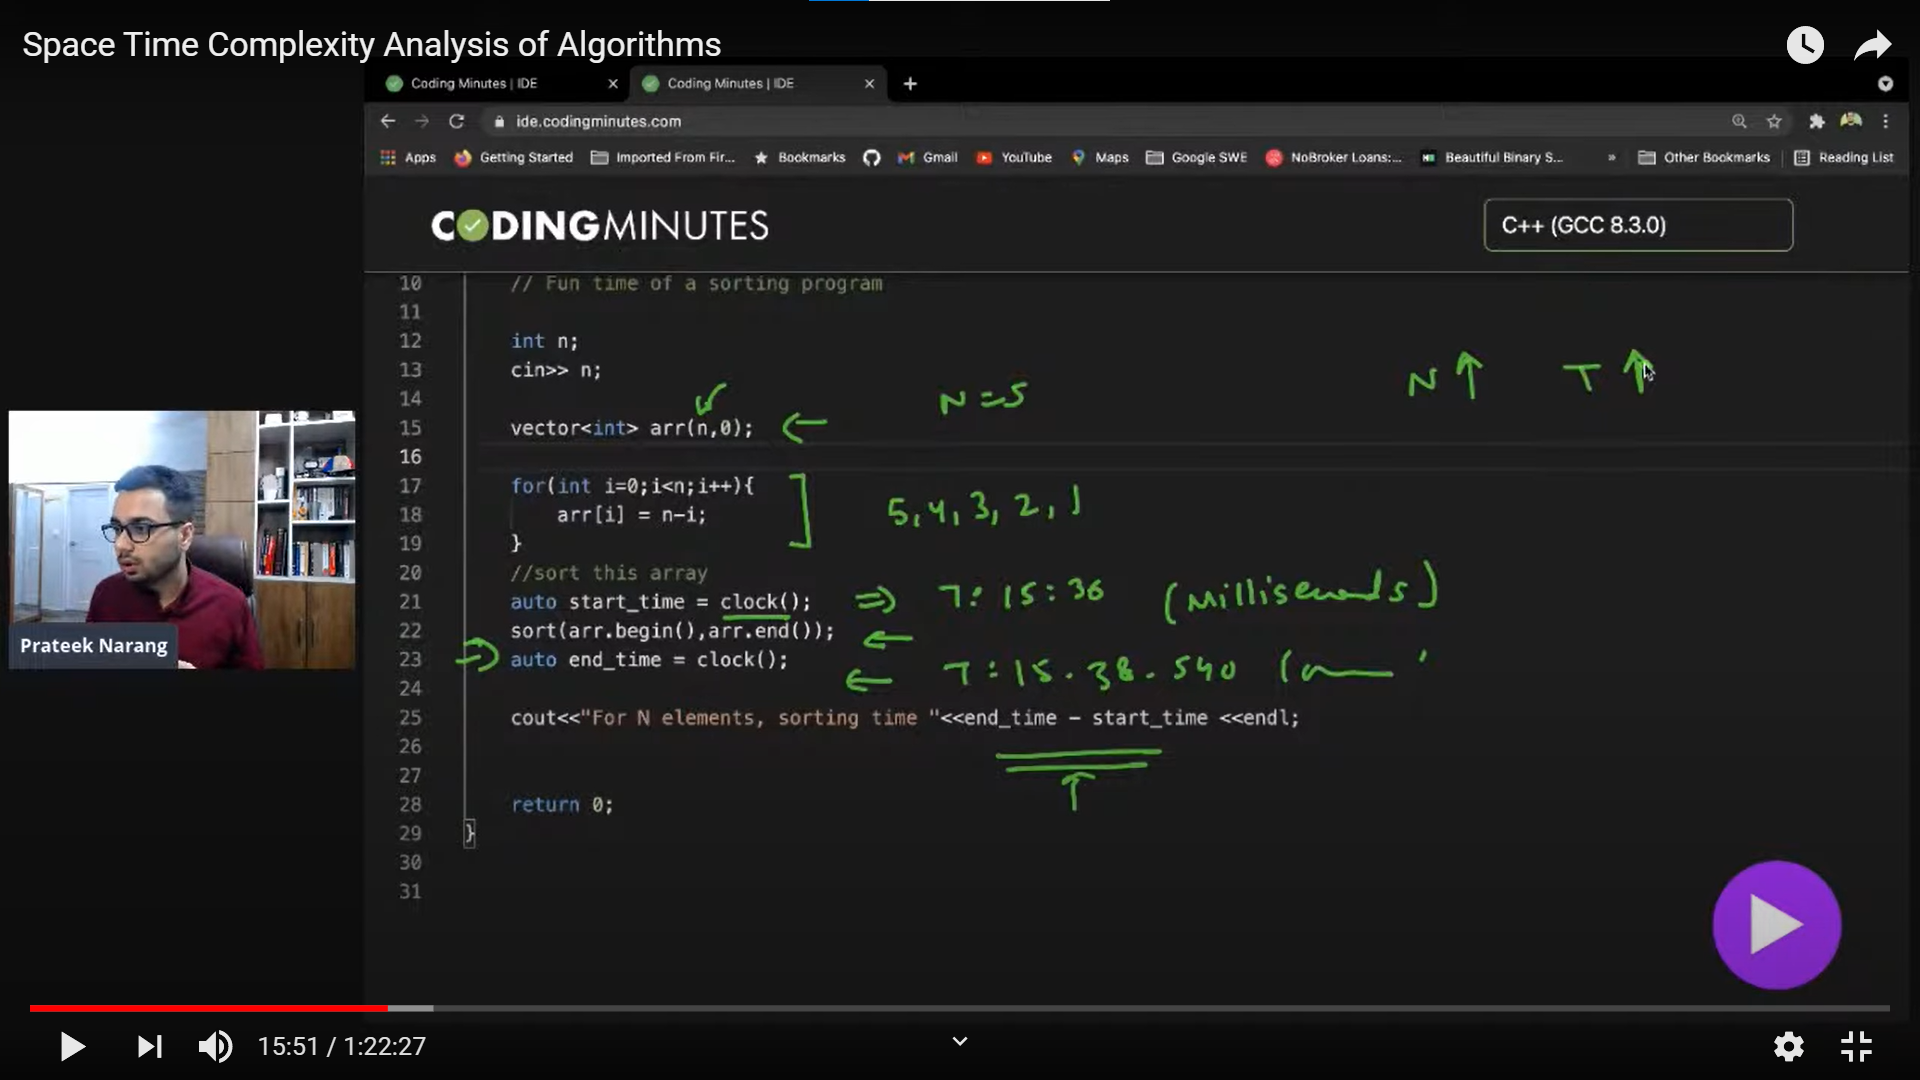 Space Time Complexity Analysis of Algorithms
Coding Minutes | IDE
Coding Minutes | IDE
ide.codingminutes.com
Apps Getting Started Imported From Fir... Bookmarks Gmail YouTube Maps Google SWE NoBroker Loans:... Beautiful Binary S... » Other Bookmarks Reading List
CODINGMINUTES
C++ (GCC 8.3.0)
10 // Fun time of a sorting program
11
12 int n;
13 cin>> n;
N↑ T↑
14
N=5
15 vector<int> arr(n,0);
16
17 for(int i=0;i<n;i++){
18 arr[i] = n-i;
5,4,3,2,1
19 }
20 //sort this array
21 auto start_time = clock(); ⇒ 7:15:36 (Milliseconds)
22 sort(arr.begin(),arr.end());
23 auto end_time = clock();
7:15.38.540
24
25 cout<<"For N elements, sorting time "<<end_time - start_time <<endl;
26
27
28 return 0;
29 }
30
31
Prateek Narang
15:51 / 1:22:27